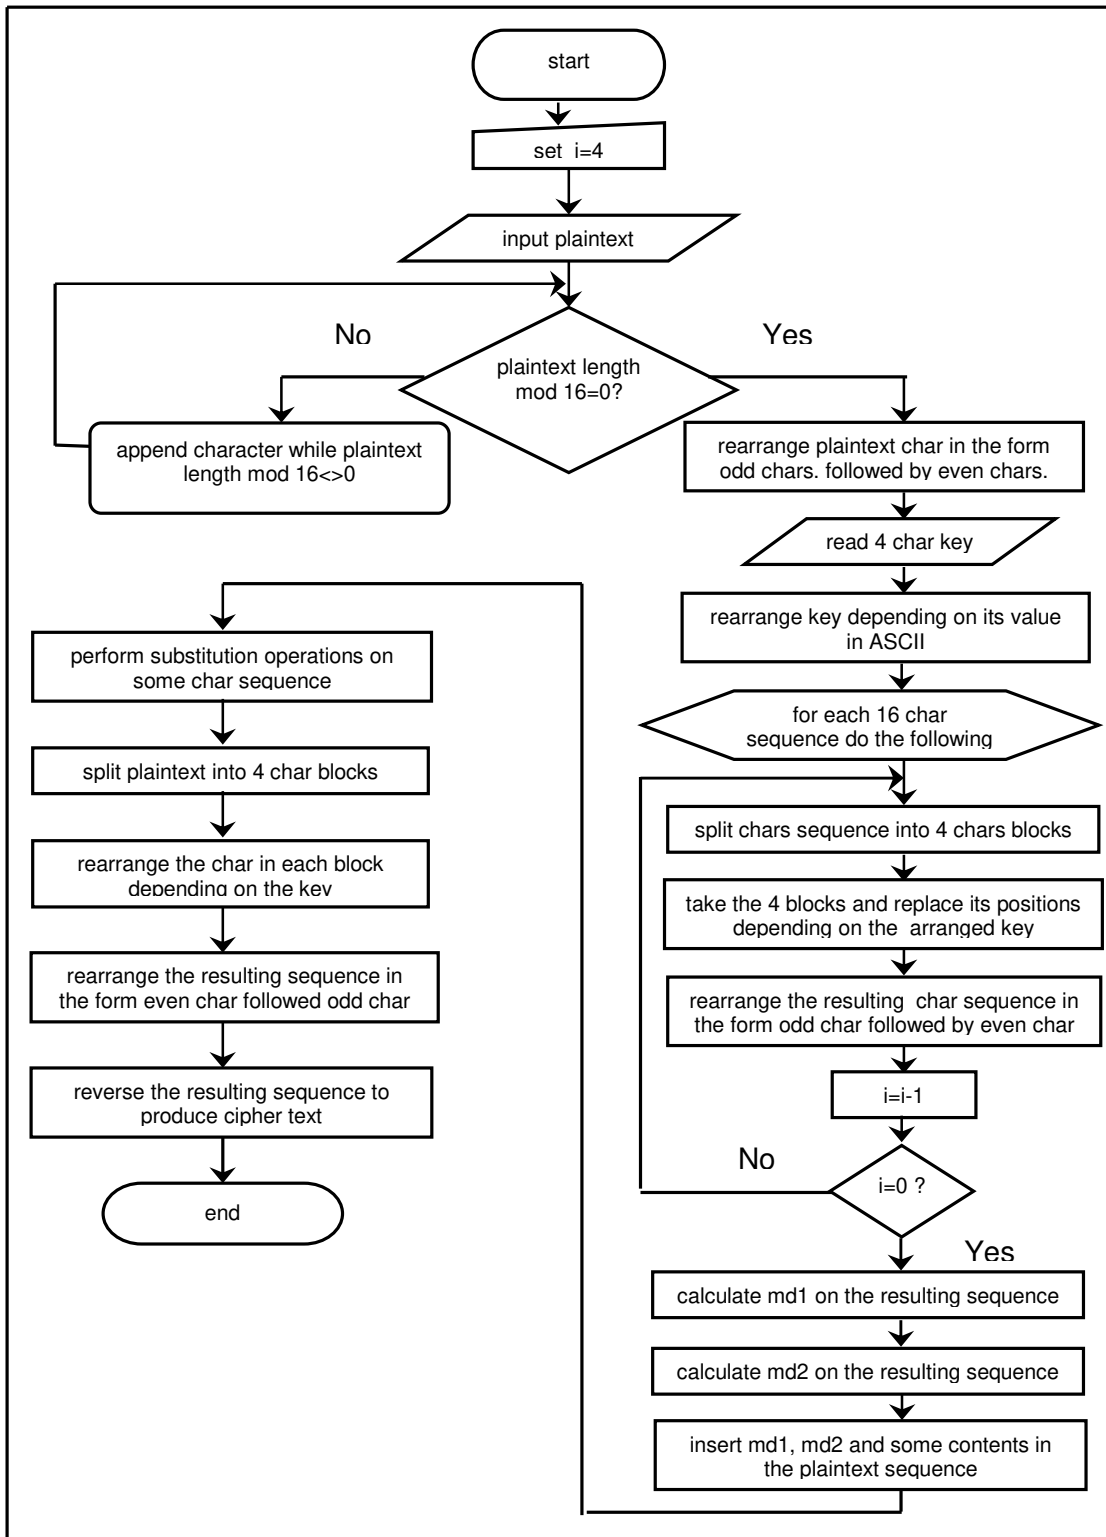 start
set i=4
input plaintext
No
Yes
plaintext length
mod 16=0?
append character while plaintext
length mod 16<>0
rearrange plaintext char in the form
odd chars. followed by even chars.
read 4 char key
rearrange key depending on its value
in ASCII
for each 16 char
sequence do the following
split chars sequence into 4 chars blocks
take the 4 blocks and replace its positions
depending on the arranged key
rearrange the resulting char sequence in
the form odd char followed by even char
i=i-1
No
i=0 ?
Yes
calculate md1 on the resulting sequence
calculate md2 on the resulting sequence
insert md1, md2 and some contents in
the plaintext sequence
perform substitution operations on
some char sequence
split plaintext into 4 char blocks
rearrange the char in each block
depending on the key
rearrange the resulting sequence in
the form even char followed odd char
reverse the resulting sequence to
produce cipher text
end